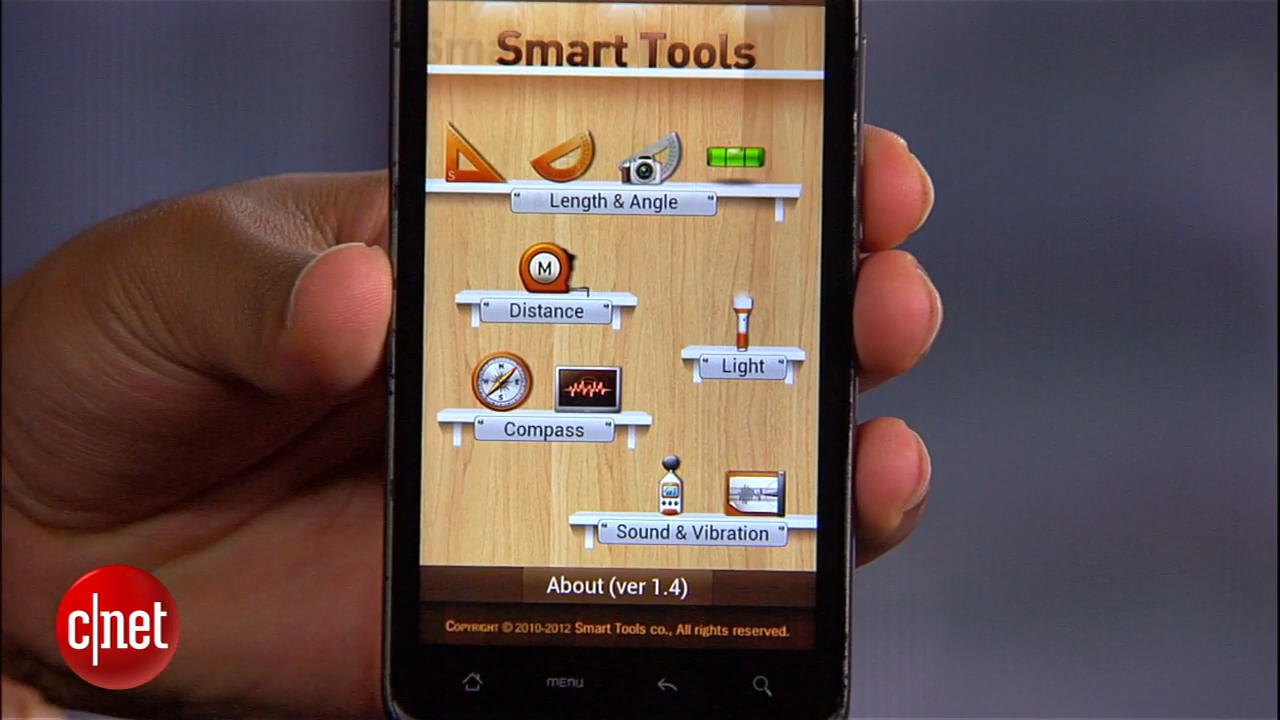 Smart Tools
S
Length & Angle
M
Distance
Light
N
W E
S
Compass
Sound & Vibration
About (ver 1.4)
Copyright © 2010-2012 Smart Tools co., All rights reserved.
MENU
c|net